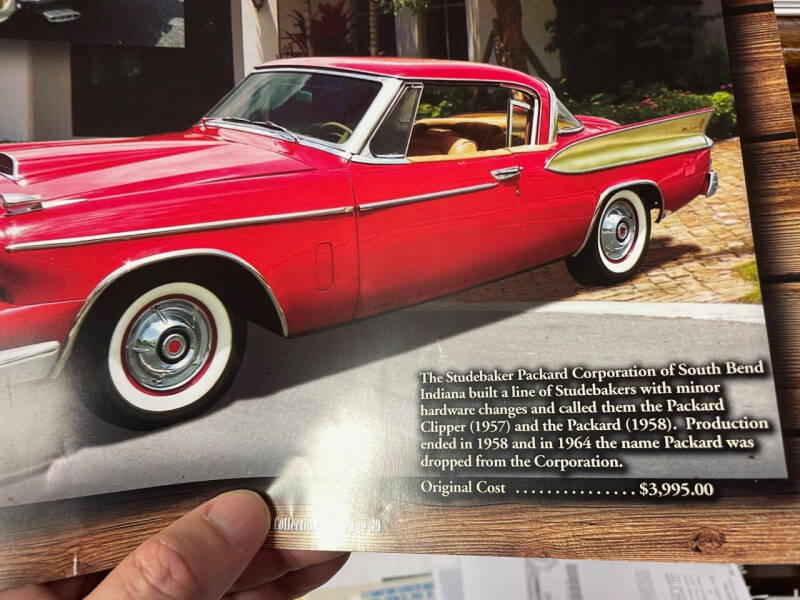 The Studebaker Packard Corporation of South Bend
Indiana built a line of Studebakers with minor
hardware changes and called them the Packard
Clipper (1957) and the Packard (1958).  Production
ended in 1958 and in 1964 the name Packard was
dropped from the Corporation.
Original Cost ................$3,995.00
Collection